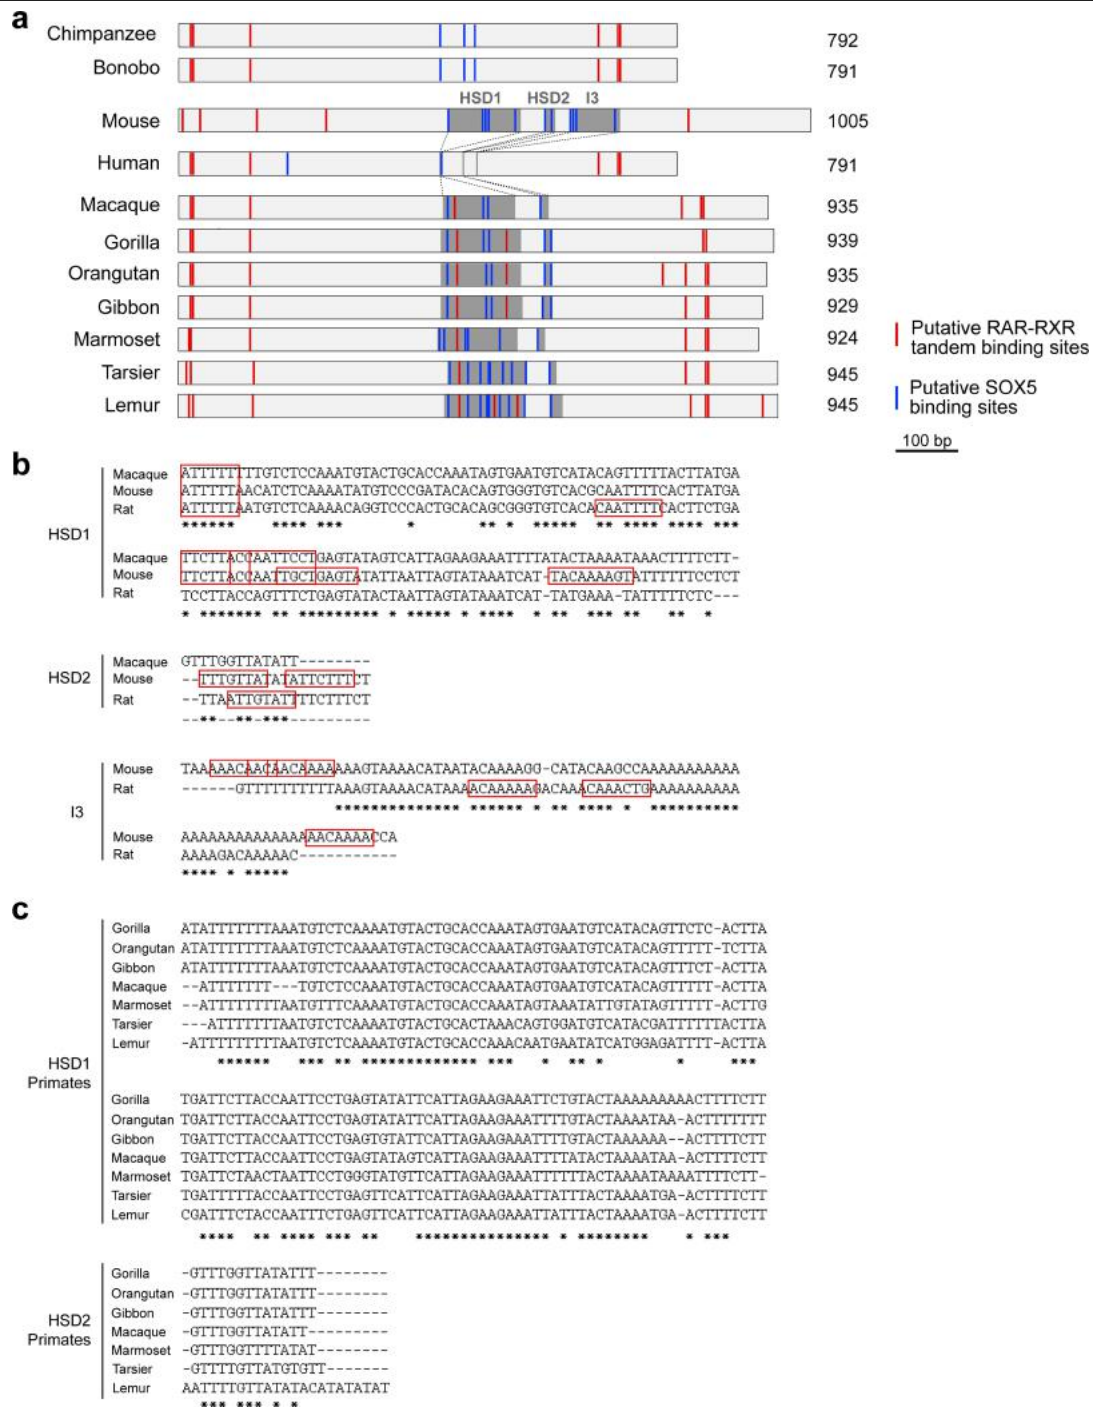 a
Chimpanzee 792
Bonobo 791
HSD1 HSD2 I3
Mouse 1005
Human 791
Macaque 935
Gorilla 939
Orangutan 935
Gibbon 929
Marmoset 924
Tarsier 945
Lemur 945
Putative RAR-RXR
tandem binding sites
Putative SOX5
binding sites
100 bp
b
HSD1
Macaque ATTTTTTTTGTCTCCAAATGTACTGCACCAAATAGTGAATGTCATACAGTTTTTACTTATGA
Mouse ATTTTTAACATCTCAAAATATGTCCCGATACACAGTGGGTGTCACGCAATTTTCACTTATGA
Rat ATTTTTAATGTCTCAAAACAGGTCCCACTGCACAGCGGGTGTCACACAATTTTCACTTCTGA
****** **** *** * ** * ***** ** **** *** ***
Macaque TTCTTACCAATTCCTGAGTATAGTCATTAGAAGAAATTTTATACTAAAATAAACTTTTCTT-
Mouse TTCTTACCAATTGCTGAGTATATTAATTAGTATAAATCAT-TACAAAAGTATTTTTTCCTCT
Rat TCCTTACCAGTTTCTGAGTATACTAATTAGTATAAATCAT-TATGAAA-TATTTTTCTC---
* ******* ** ********* * ***** * **** ** ** *** ** ***** ** *
HSD2
Macaque GTTTGGTTATATT--------
Mouse --TTTGTTATATATTCTTTCT
Rat --TTAATTGTATTTTCTTTCT
--**--**-***---------
I3
Mouse TAAAAACAACAACAAAAAAAGTAAAACATAATACAAAAGG-CATACAAGCCAAAAAAAAAAA
Rat ------GTTTTTTTTTTAAAGTAAAACATAAAACAAAAAGACAAACAAACTGAAAAAAAAAA
************** ****** * ** **** * **********
Mouse AAAAAAAAAAAAAAAACAAAACCA
Rat AAAAGACAAAAAC-----------
**** * *****
c
HSD1
Primates
Gorilla ATATTTTTTTAAATGTCTCAAAATGTACTGCACCAAATAGTGAATGTCATACAGTTCTC-ACTTA
Orangutan ATATTTTTTTAAATGTCTCAAAATGTACTGCACCAAATAGTGAATGTCATACAGTTTTT-TCTTA
Gibbon ATATTTTTTTAAATGTCTCAAAATGTACTGCACCAAATAGTGAATGTCATACAGTTTCT-ACTTA
Macaque --ATTTTTTTT---TGTCTCCAAATGTACTGCACCAAATAGTGAATGTCATACAGTTTTT-ACTTA
Marmoset --ATTTTTTTTAATGTTTCAAAATGTACTGCACCAAATAGTAAATATTGTATAGTTTTT-ACTTG
Tarsier ---ATTTTTTTAATGTCTCAAAATGTACTGCACTAAACAGTGGATGTCATACGATTTTTTACTTA
Lemur -ATTTTTTTTTAATGTCTCAAAATGTACTGCACCAAACAATGAATATCATGGAGATTTT-ACTTA
****** *** ** ************* *** * ** * * ***
Gorilla TGATTCTTACCAATTCCTGAGTATATTCATTAGAAGAAATTCTGTACTAAAAAAAAACTTTTCTT
Orangutan TGATTCTTACCAATTCCTGAGTATATTCATTAGAAGAAATTTTGTACTAAAATAA-ACTTTTTTT
Gibbon TGATTCTTACCAATTCCTGAGTGTATTCATTAGAAGAAATTTTGTACTAAAAAA--ACTTTTCTT
Macaque TGATTCTTACCAATTCCTGAGTATAGTCATTAGAAGAAATTTTATACTAAAATAA-ACTTTTCTT
Marmoset TGATTCTAACTAATTCCTGGGTATGTTCATTAGAAGAAATTTTTTACTAAAATAAAATTTTCTT-
Tarsier TGATTTTTACCAATTCCTGAGTTCATTCATTAGAAGAAATTATTTACTAAAATGA-ACTTTTCTT
Lemur CGATTTCTACCAATTTCTGAGTTCATTCATTAGAAGAAATTATTTACTAAAATGA-ACTTTTCTT
**** ** **** *** ** *************** * ******** * ***
HSD2
Primates
Gorilla -GTTTGGTTATATTT--------
Orangutan -GTTTGGTTATATTT--------
Gibbon -GTTTGGTTATATTT--------
Macaque -GTTTGGTTATATT---------
Marmoset -GTTTGGTTTTATAT--------
Tarsier -GTTTTGTTATGTGTT-------
Lemur AATTTTGTTATATACATATATAT
*** *** * *